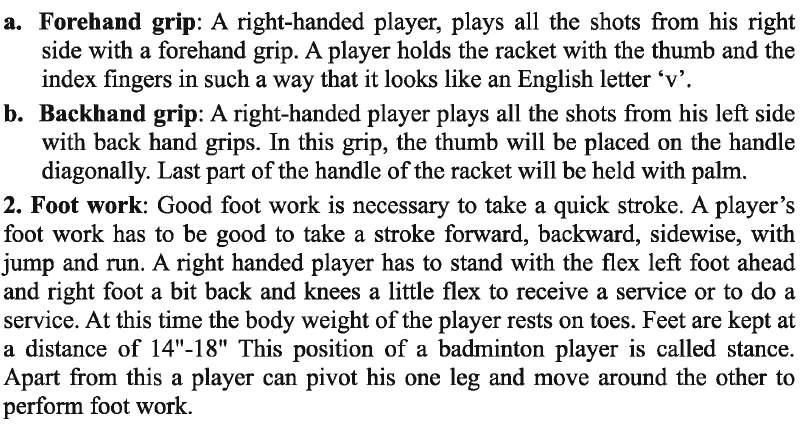 a. Forehand grip: A right-handed player, plays all the shots from his right
side with a forehand grip. A player holds the racket with the thumb and the
index fingers in such a way that it looks like an English letter ‘v’.
b. Backhand grip: A right-handed player plays all the shots from his left side
with back hand grips. In this grip, the thumb will be placed on the handle
diagonally. Last part of the handle of the racket will be held with palm.
2. Foot work: Good foot work is necessary to take a quick stroke. A player’s
foot work has to be good to take a stroke forward, backward, sidewise, with
jump and run. A right handed player has to stand with the flex left foot ahead
and right foot a bit back and knees a little flex to receive a service or to do a
service. At this time the body weight of the player rests on toes. Feet are kept at
a distance of 14"-18" This position of a badminton player is called stance.
Apart from this a player can pivot his one leg and move around the other to
perform foot work.